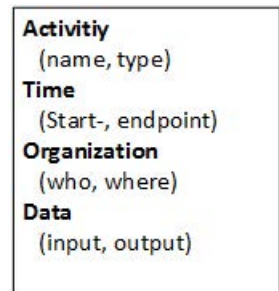 Activitiy
(name, type)
Time
(Start-, endpoint)
Organization
(who, where)
Data
(input, output)